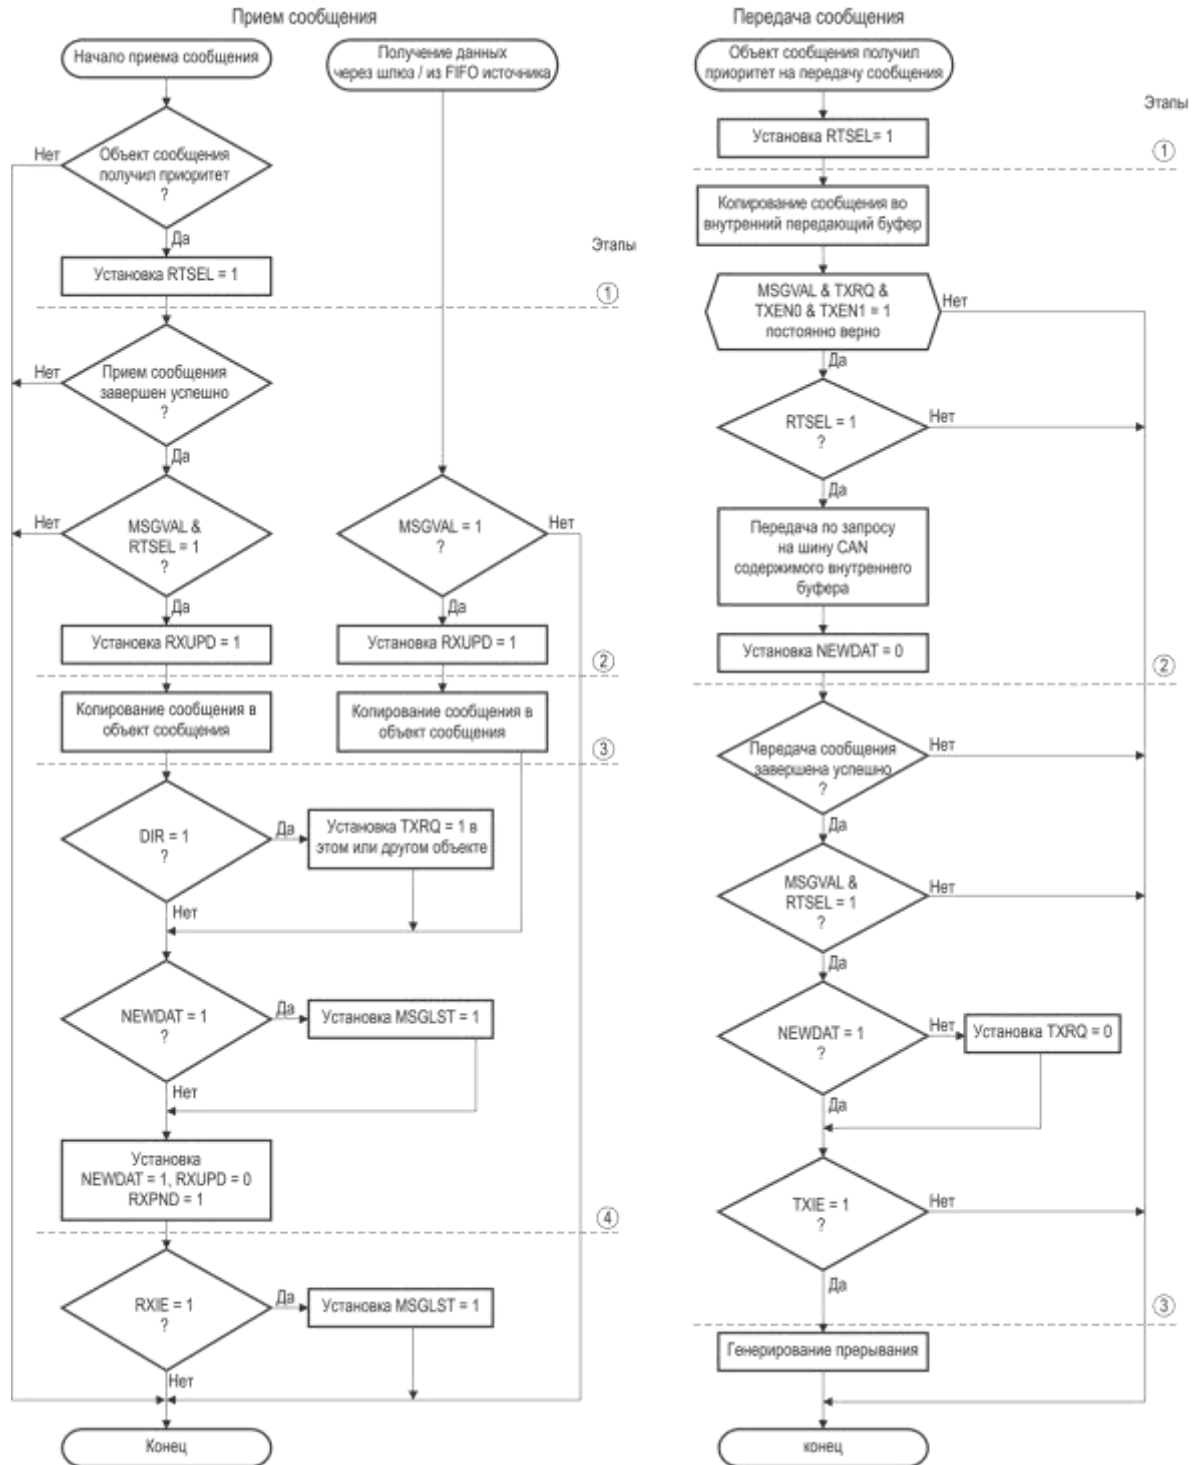 Прием сообщения
Начало приема сообщения
Получение данных
через шлюз / из FIFO источника
Объект сообщения
получил приоритет
?
Нет
Да
Установка RTSEL = 1
Этапы
1
Прием сообщения
завершен успешно
?
Нет
Да
MSGVAL &
RTSEL = 1
?
Нет
Да
MSGVAL = 1
?
Нет
Да
Установка RXUPD = 1
Установка RXUPD = 1
2
Копирование сообщения в
объект сообщения
Копирование сообщения в
объект сообщения
3
DIR = 1
?
Да
Установка TXRQ = 1 в
этом или другом объекте
Нет
NEWDAT = 1
?
Да
Установка MSGLST = 1
Нет
Установка
NEWDAT = 1, RXUPD = 0
RXPND = 1
4
RXIE = 1
?
Да
Установка MSGLST = 1
Нет
Конец
Передача сообщения
Объект сообщения получил
приоритет на передачу сообщения
Этапы
Установка RTSEL= 1
1
Копирование сообщения во
внутренний передающий буфер
MSGVAL & TXRQ &
TXEN0 & TXEN1 = 1
постоянно верно
Нет
Да
RTSEL = 1
?
Нет
Да
Передача по запросу
на шину CAN
содержимого внутреннего
буфера
Установка NEWDAT = 0
2
Передача сообщения
завершена успешно
?
Нет
Да
MSGVAL &
RTSEL = 1
?
Нет
Да
NEWDAT = 1
?
Нет
Установка TXRQ = 0
Да
TXIE = 1
?
Нет
Да
3
Генерирование прерывания
конец